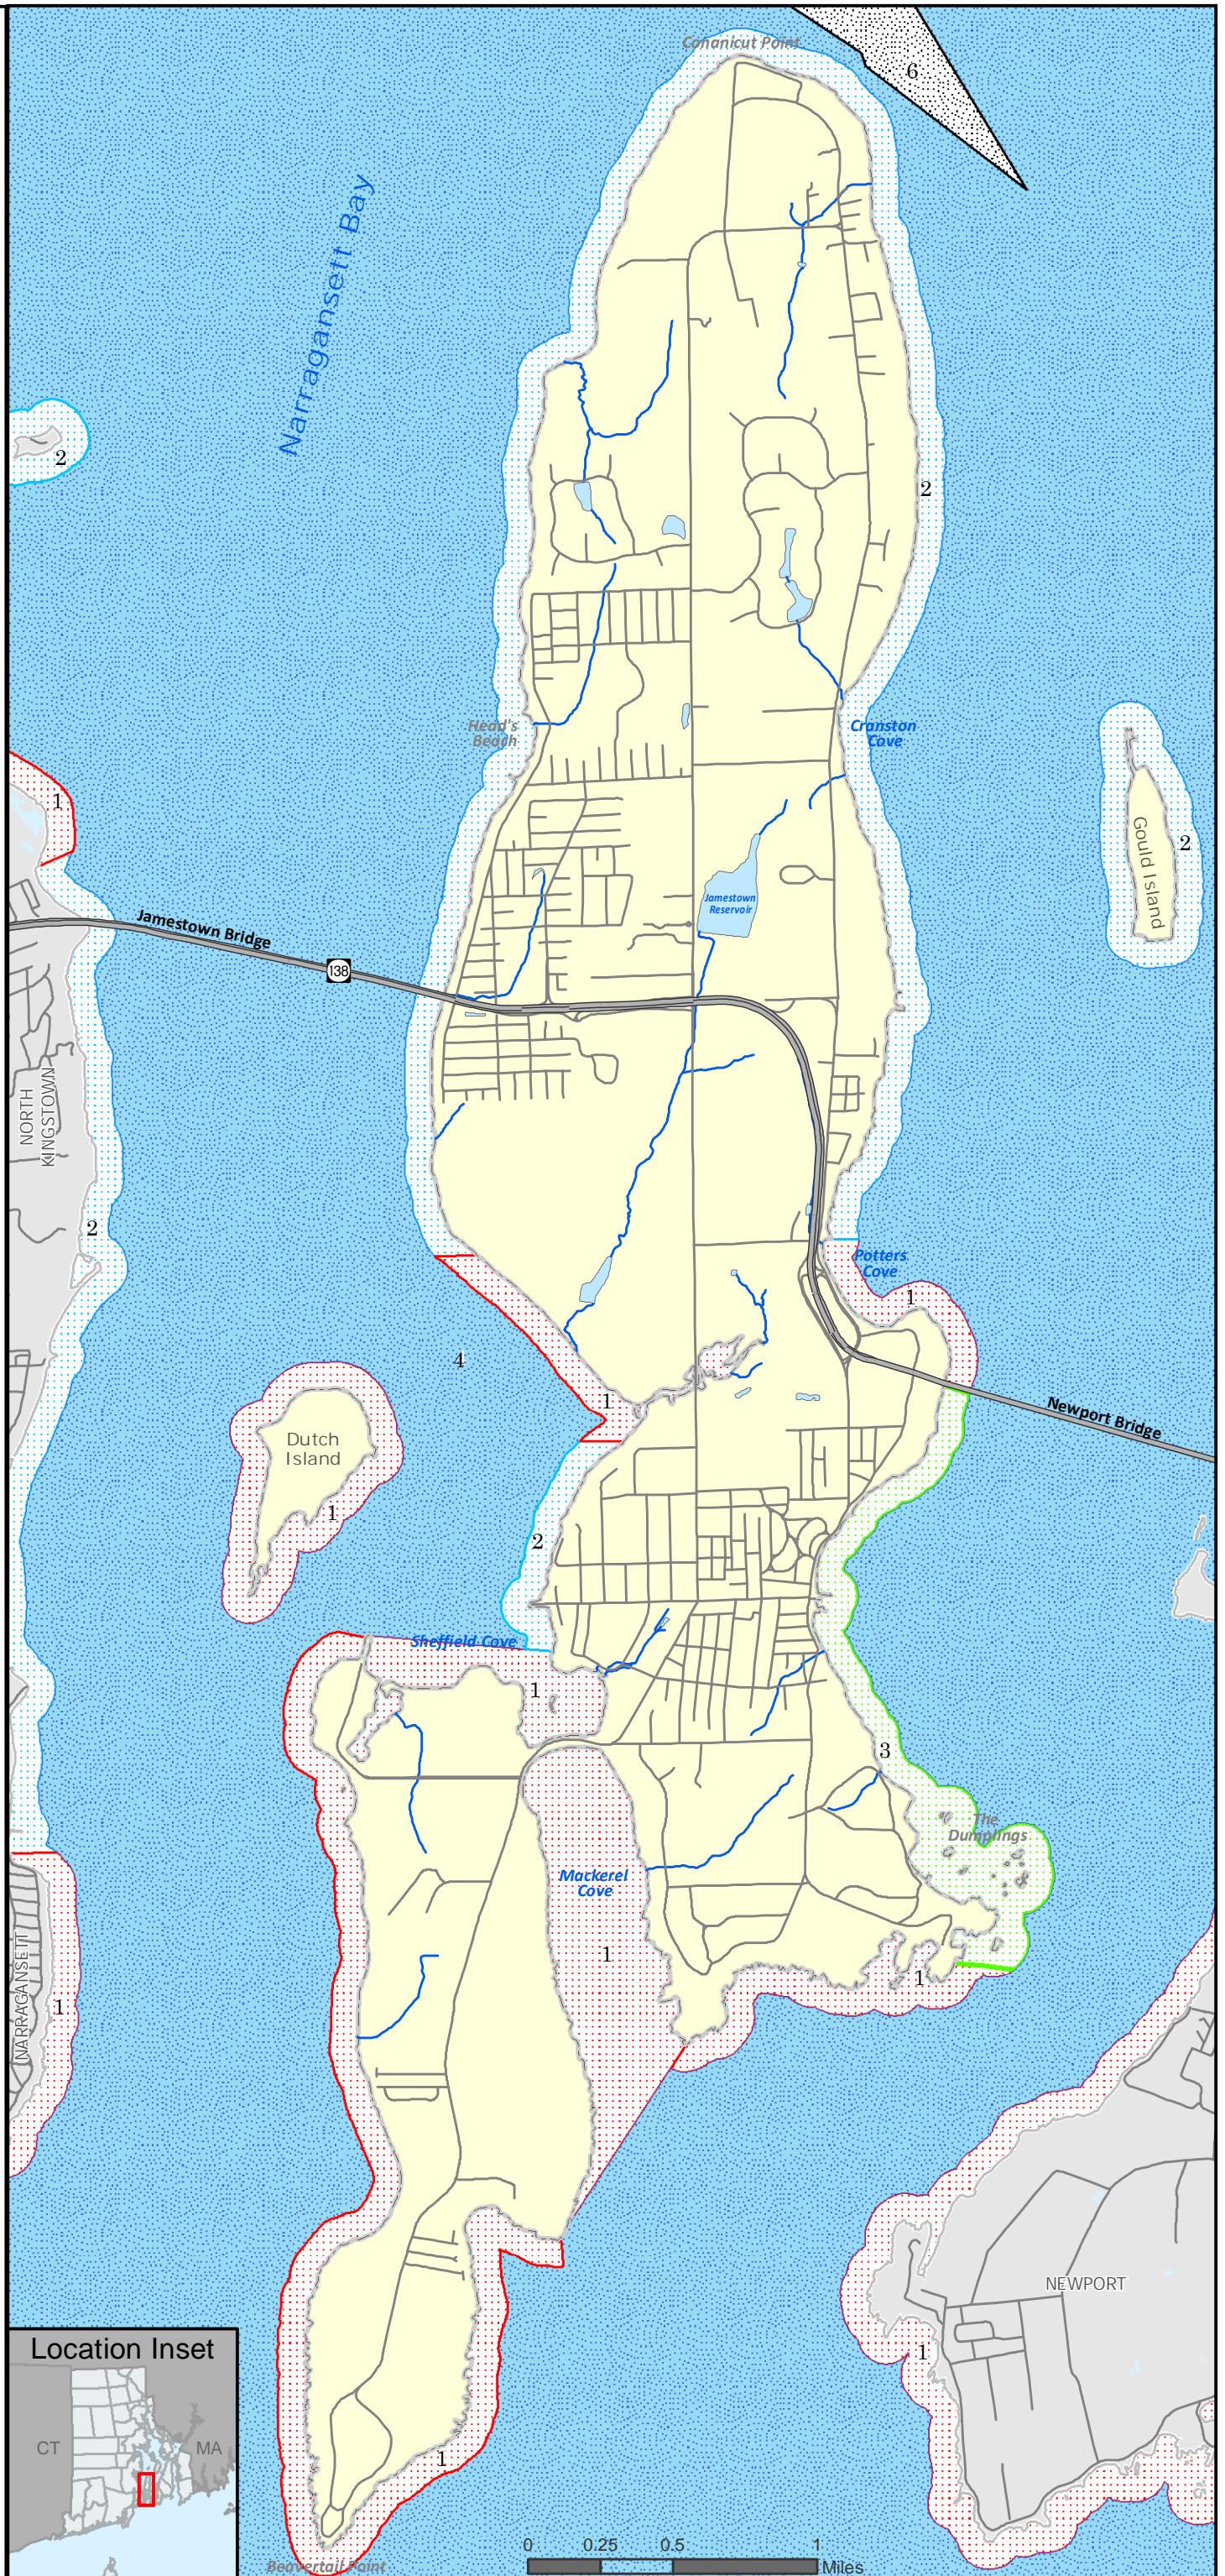 Conanicut Point
6
Narragansett Bay
2
2
Head's
Beach
Cranston
Cove
1
Gould Island
2
Jamestown
Reservoir
Jamestown Bridge
138
NORTH
KINGSTOWN
2
Potters
Cove
1
4
1
Newport Bridge
Dutch
Island
1
2
Sheffield Cove
1
3
The
Dumplings
Mackerel
Cove
1
1
NARRAGANSETT
1
NEWPORT
1
Location Inset
CT
MA
1
0 0.25 0.5 1
Miles
Beavertail Point